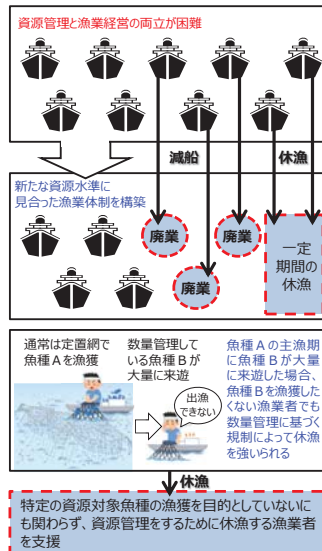 資源管理と漁業経営の両立が困難
減船
休漁
新たな資源水準に
見合った漁業体制を構築
廃業
廃業
廃業
一定
期間の
休漁
通常は定置網で
魚種Aを漁獲
数量管理して
いる魚種Bが
大量に来遊
出漁
できない
魚種Aの主漁期
に魚種Bが大量
に来遊した場合、
魚種Bを漁獲した
くない漁業者でも
数量管理に基づく
規制によって休漁
を強いられる
休漁
特定の資源対象魚種の漁獲を目的としていないに
も関わらず、資源管理をするために休漁する漁業者
を支援